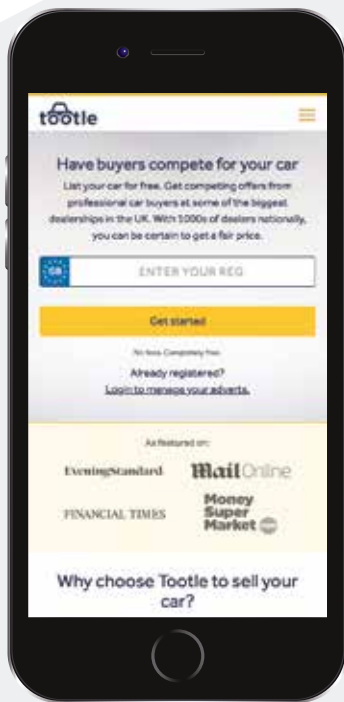 tootle
Have buyers compete for your car
List your car for free. Get competing offers from
professional car buyers at some of the biggest
dealerships in the UK. With 1000s of dealers nationally,
you can be certain to get a fair price.
GB
ENTER YOUR REG
Get started
No fees. Completely free.
Already registered?
Login to manage your adverts.
As featured on:
Evening Standard
MailOnline
FINANCIAL TIMES
Money
Super
Market
Why choose Tootle to sell your
car?